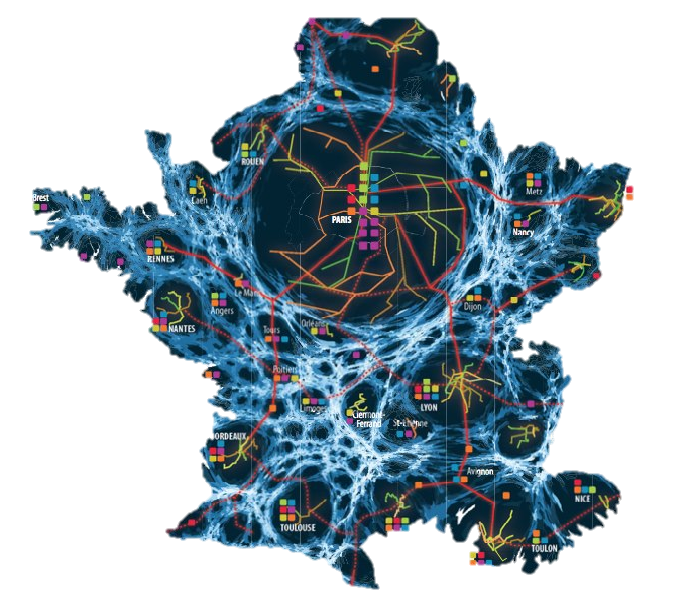 ROUEN
Caen
Metz
Brest
PARIS
Nancy
RENNES
Le Man
Angers
Dijon
NANTES
Tours
Orléans
Poitiers
Limoges
LYON
Clermont-
Ferrand
St-Etienne
BORDEAUX
Avignon
NICE
TOULOUSE
TOULON